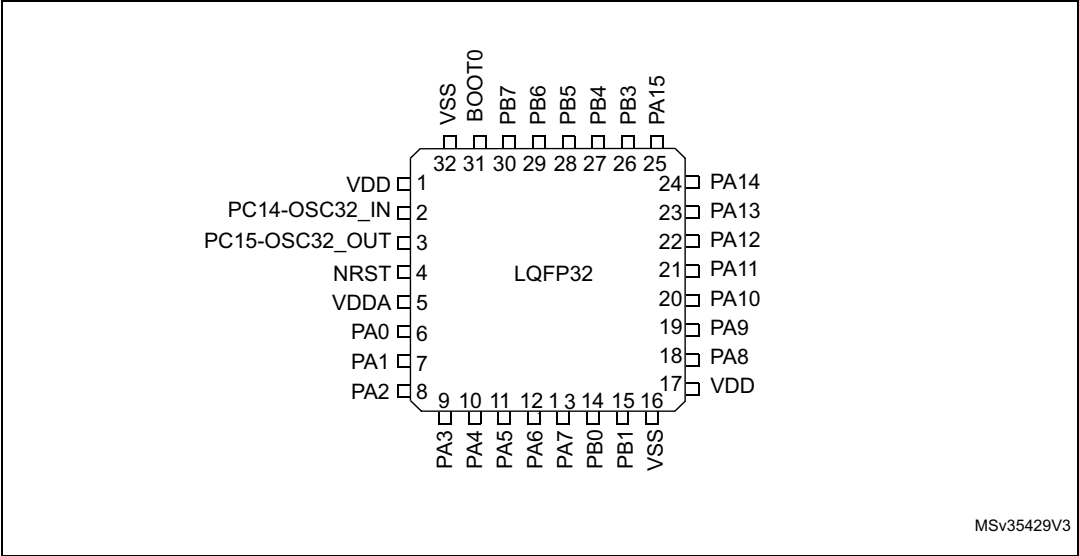 VSS
BOOT0
PB7
PB6
PB5
PB4
PB3
PA15
32 31 30 29 28 27 26 25
VDD 1
PC14-OSC32_IN 2
PC15-OSC32_OUT 3
NRST 4
VDDA 5
PA0 6
PA1 7
PA2 8
LQFP32
24 PA14
23 PA13
22 PA12
21 PA11
20 PA10
19 PA9
18 PA8
17 VDD
9 10 11 12 1 3 14 15 16
PA3
PA4
PA5
PA6
PA7
PB0
PB1
VSS
MSv35429V3